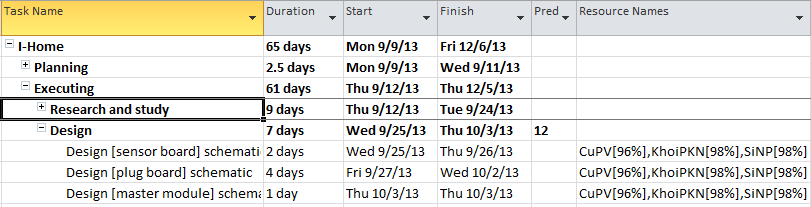 Task Name Duration Start Finish Pred Resource Names
I-Home 65 days Mon 9/9/13 Fri 12/6/13
Planning 2.5 days Mon 9/9/13 Wed 9/11/13
Executing 61 days Thu 9/12/13 Thu 12/5/13
Research and study 9 days Thu 9/12/13 Tue 9/24/13
Design 7 days Wed 9/25/13 Thu 10/3/13 12
Design [sensor board] schematic 2 days Wed 9/25/13 Thu 9/26/13 CuPV[96%],KhoiPKN[98%],SiNP[98%]
Design [plug board] schematic 4 days Fri 9/27/13 Wed 10/2/13 CuPV[96%],KhoiPKN[98%],SiNP[98%]
Design [master module] schema 1 day Thu 10/3/13 Thu 10/3/13 CuPV[96%],KhoiPKN[98%],SiNP[98%]